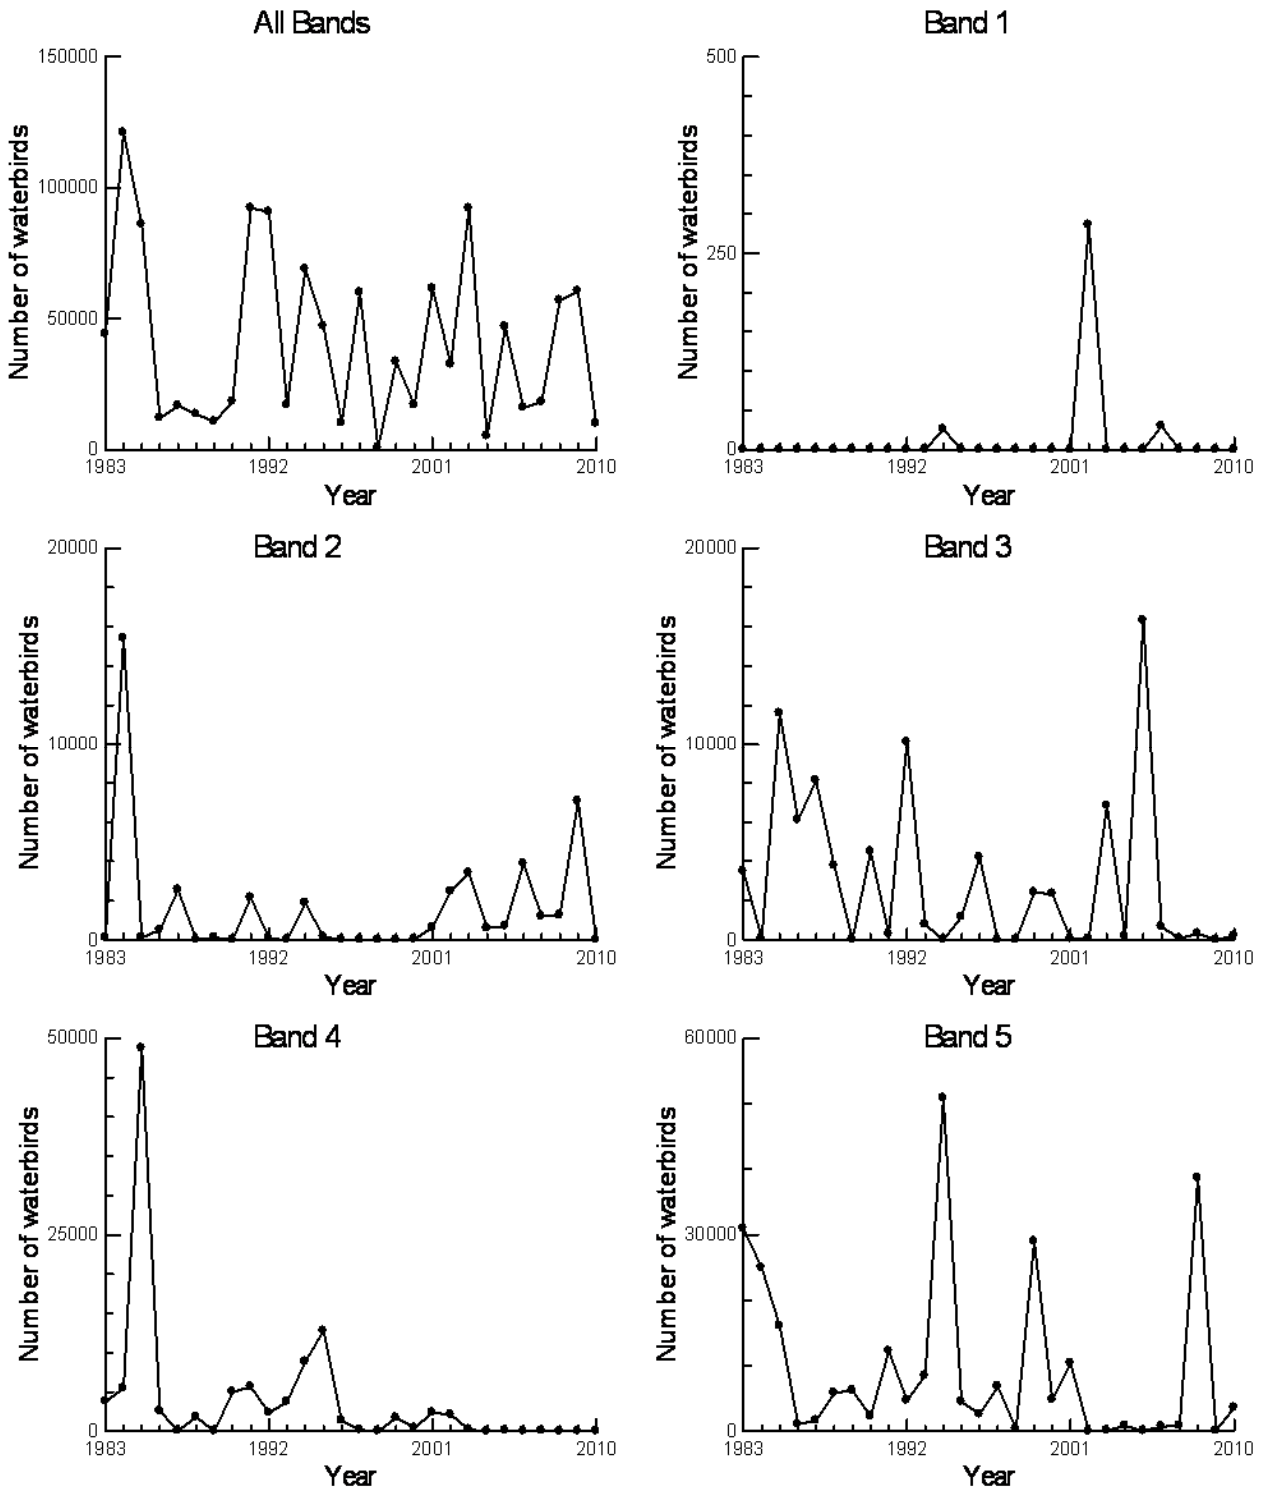 All Bands
150000
100000
50000
0
Number of waterbirds
1983
1992
2001
2010
Year
Band 1
500
250
0
Number of waterbirds
1983
1992
2001
2010
Year
Band 2
20000
10000
0
Number of waterbirds
1983
1992
2001
2010
Year
Band 3
20000
10000
0
Number of waterbirds
1983
1992
2001
2010
Year
Band 4
50000
25000
0
Number of waterbirds
1983
1992
2001
2010
Year
Band 5
60000
30000
0
Number of waterbirds
1983
1992
2001
2010
Year